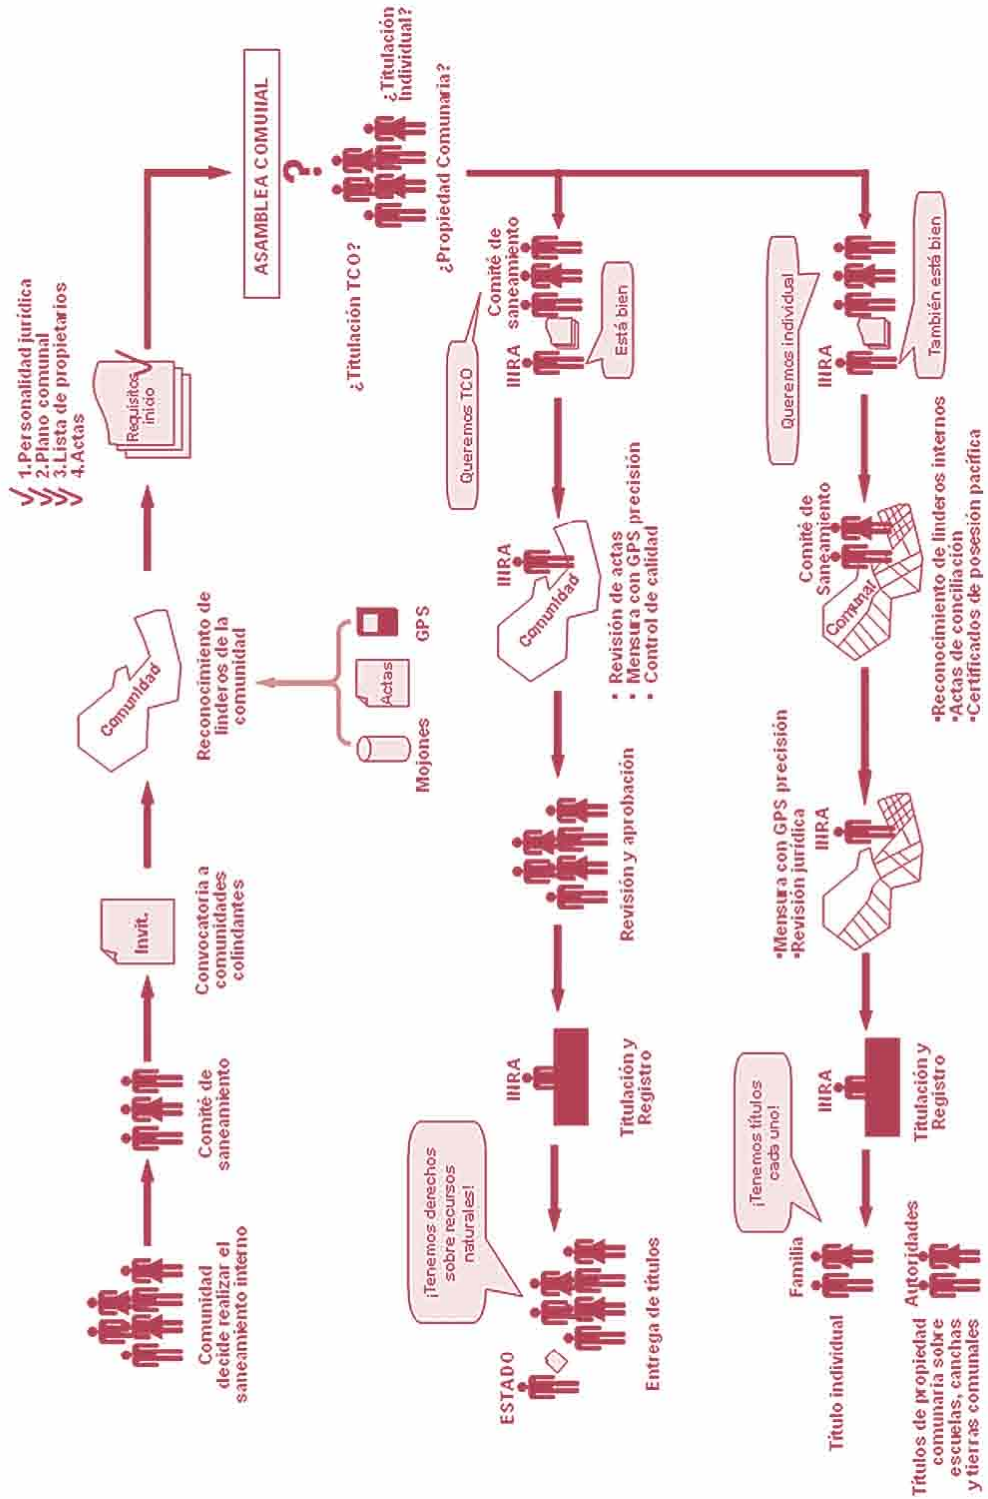 Comunidad
decide realizar el
saneamiento interno
Comité de
saneamiento
Invit.
Convocatoria a
comunidades
colindantes
Comunidad
Reconocimiento de
linderos de la
comunidad
Mojones
Actas
GPS
1.Personalidad jurídica
2.Plano comunal
3.Lista de propietarios
4.Actas
Requisitos
inicio
ASAMBLEA COMUNAL
?
¿Titulación TCO?
¿Titulación
Individual?
¿Propiedad Comunaria?
Comité de
saneamiento
Queremos TCO
INRA
Está bien
INRA
Comunidad
▪ Revisión de actas
▪ Mensura con GPS precisión
▪ Control de calidad
Revisión y aprobación
INRA
Titulación y
Registro
¡Tenemos derechos
sobre recursos
naturales!
ESTADO
Entrega de títulos
Queremos individual
INRA
También está bien
Comité de
Saneamiento
Comunal
▪Reconocimiento de linderos internos
▪Actas de conciliación
▪Certificados de posesión pacífica
▪Mensura con GPS precisión
▪Revisión jurídica
INRA
INRA
Titulación y
Registro
¡Tenemos títulos
cada uno!
Familia
Título individual
Autoridades
Títulos de propiedad
comunaria sobre
escuelas, canchas
y tierras comunales